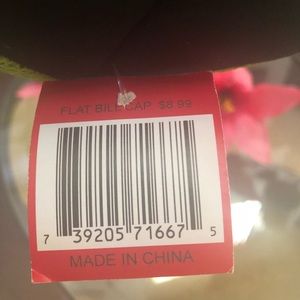 FLAT BILL CAP $8.99
7 39205 71667 5
MADE IN CHINA